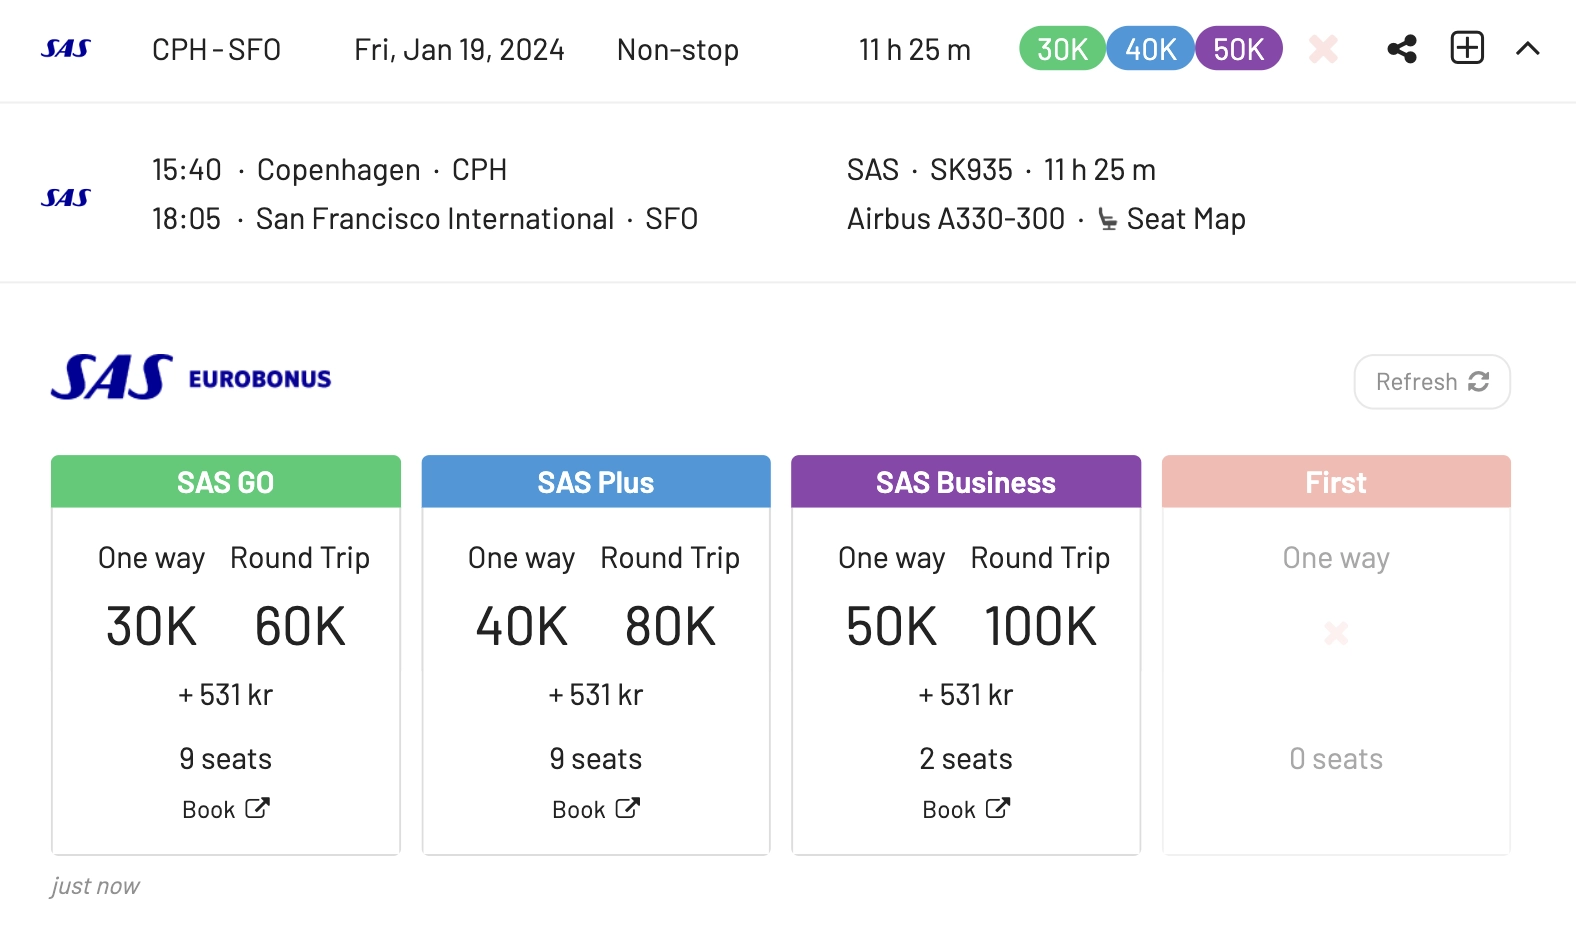 SAS CPH - SFO Fri, Jan 19, 2024 Non-stop 11 h 25 m 30K 40K 50K
15:40 · Copenhagen · CPH SAS · SK935 · 11 h 25 m
SAS
18:05 · San Francisco International · SFO Airbus A330-300 · Seat Map
SAS EUROBONUS Refresh
SAS GO SAS Plus SAS Business First
One way Round Trip One way Round Trip One way Round Trip One way
30K 60K 40K 80K 50K 100K
+ 531 kr + 531 kr + 531 kr
9 seats 9 seats 2 seats 0 seats
Book Book Book
just now